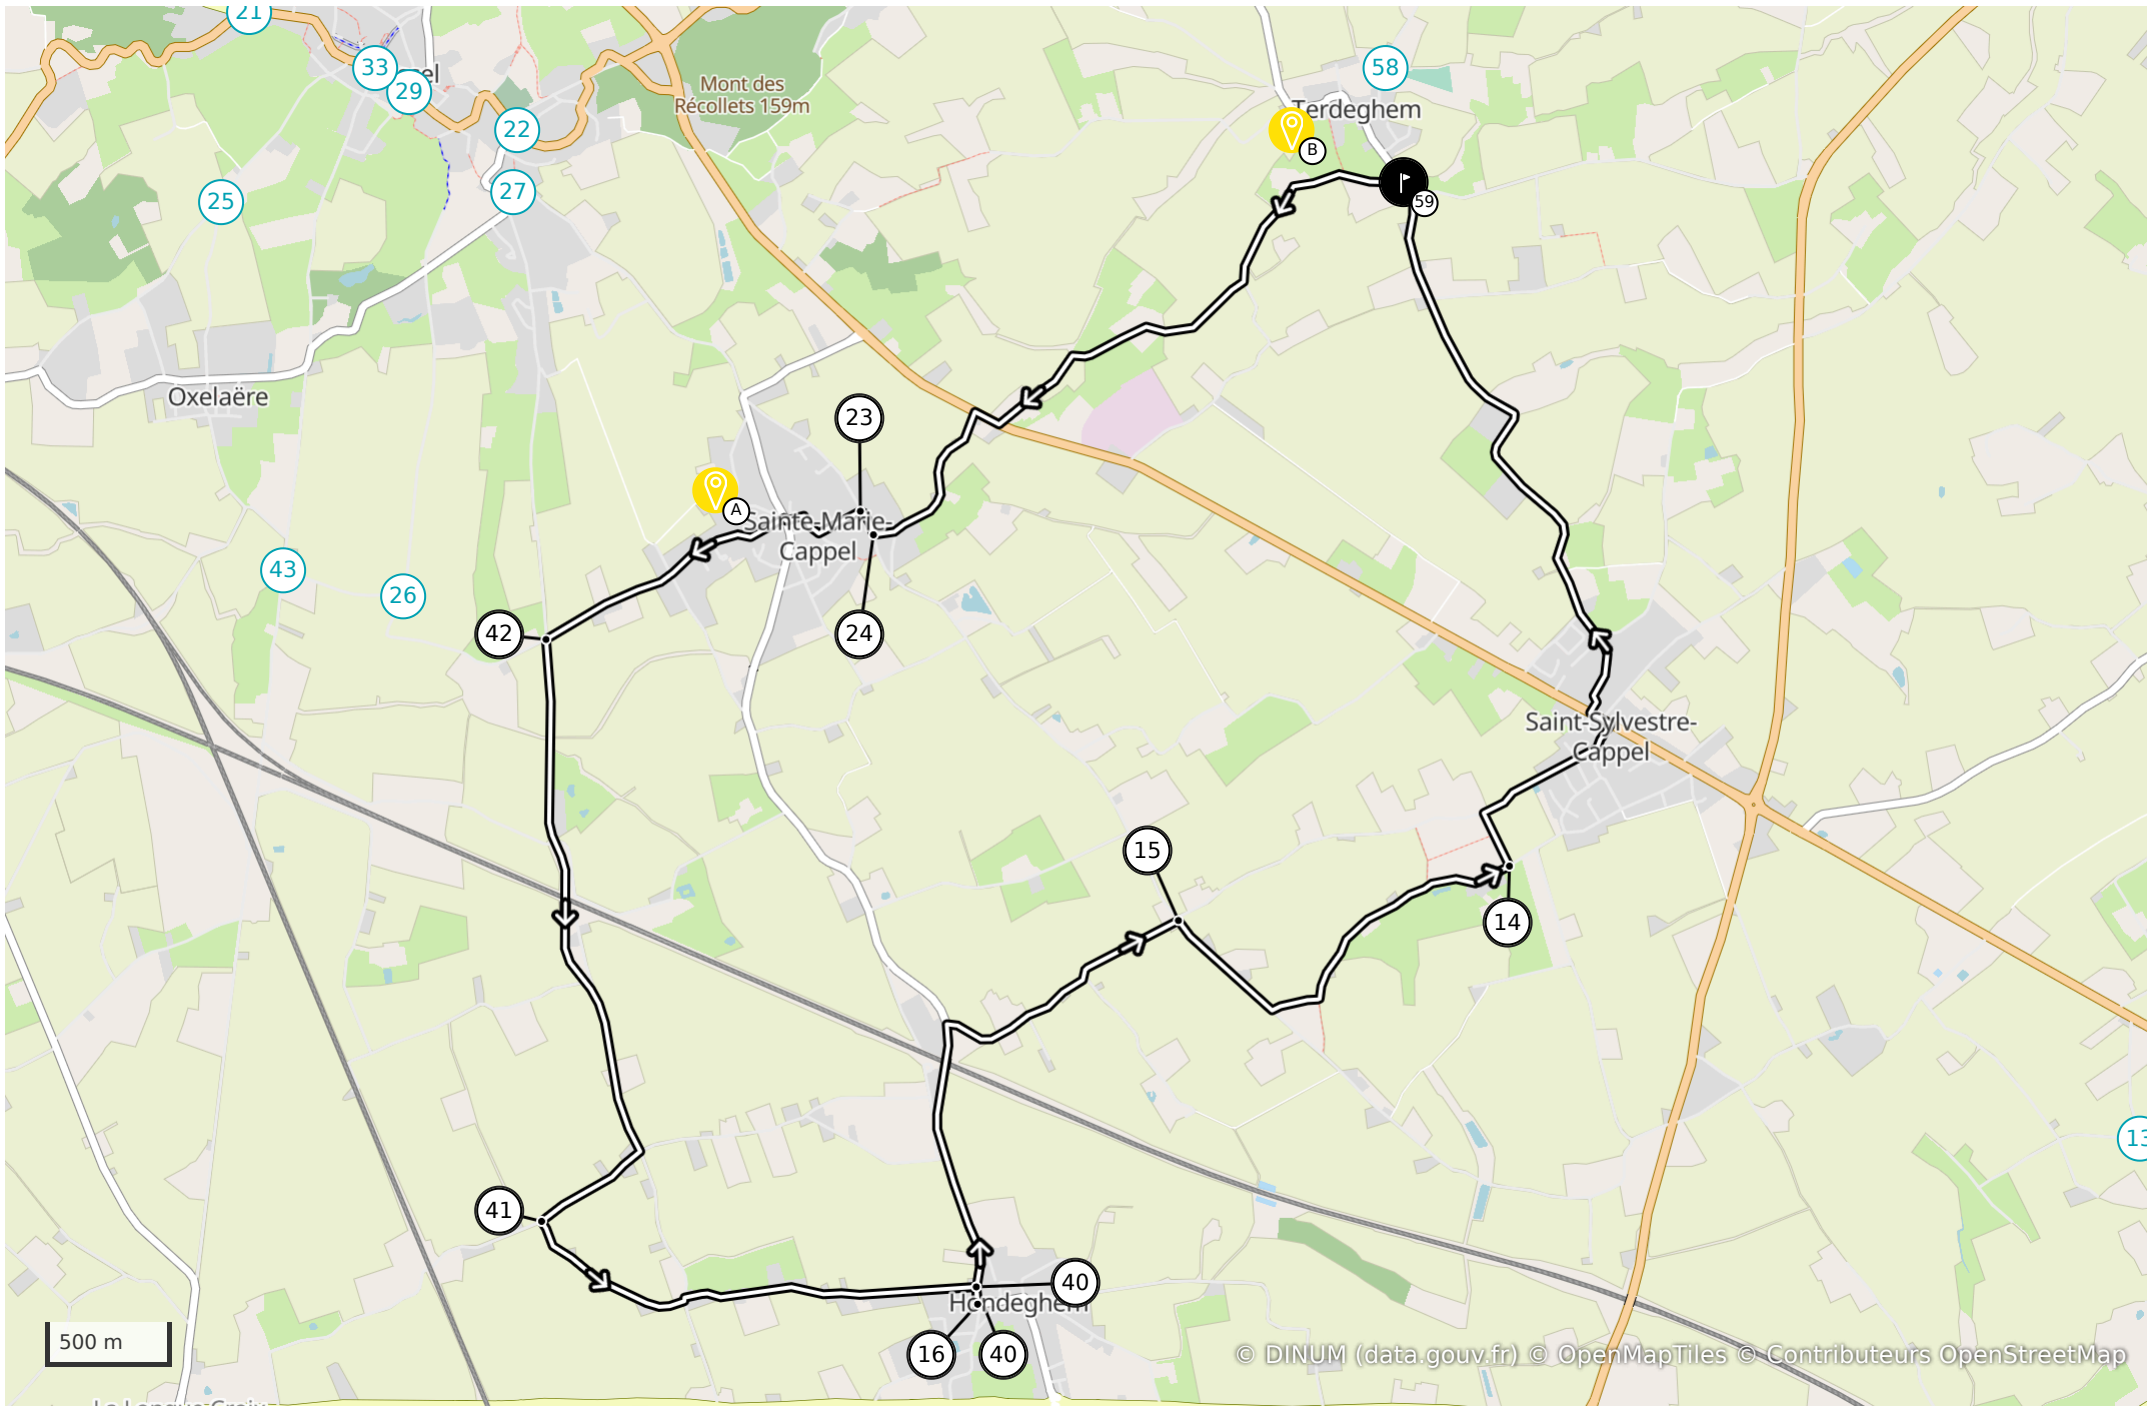 21
33
29
22
27
25
Mont des
Récollets 159m
58
Terdeghem
B
59
Oxelaëre
23
A
Sainte-Marie-
Cappel
43
26
42
24
Saint-Sylvestre-
Cappel
15
14
13
41
40
Hondeghem
16
40
500 m
© DINUM (data.gouv.fr) © OpenMapTiles © Contributeurs OpenStreetMap